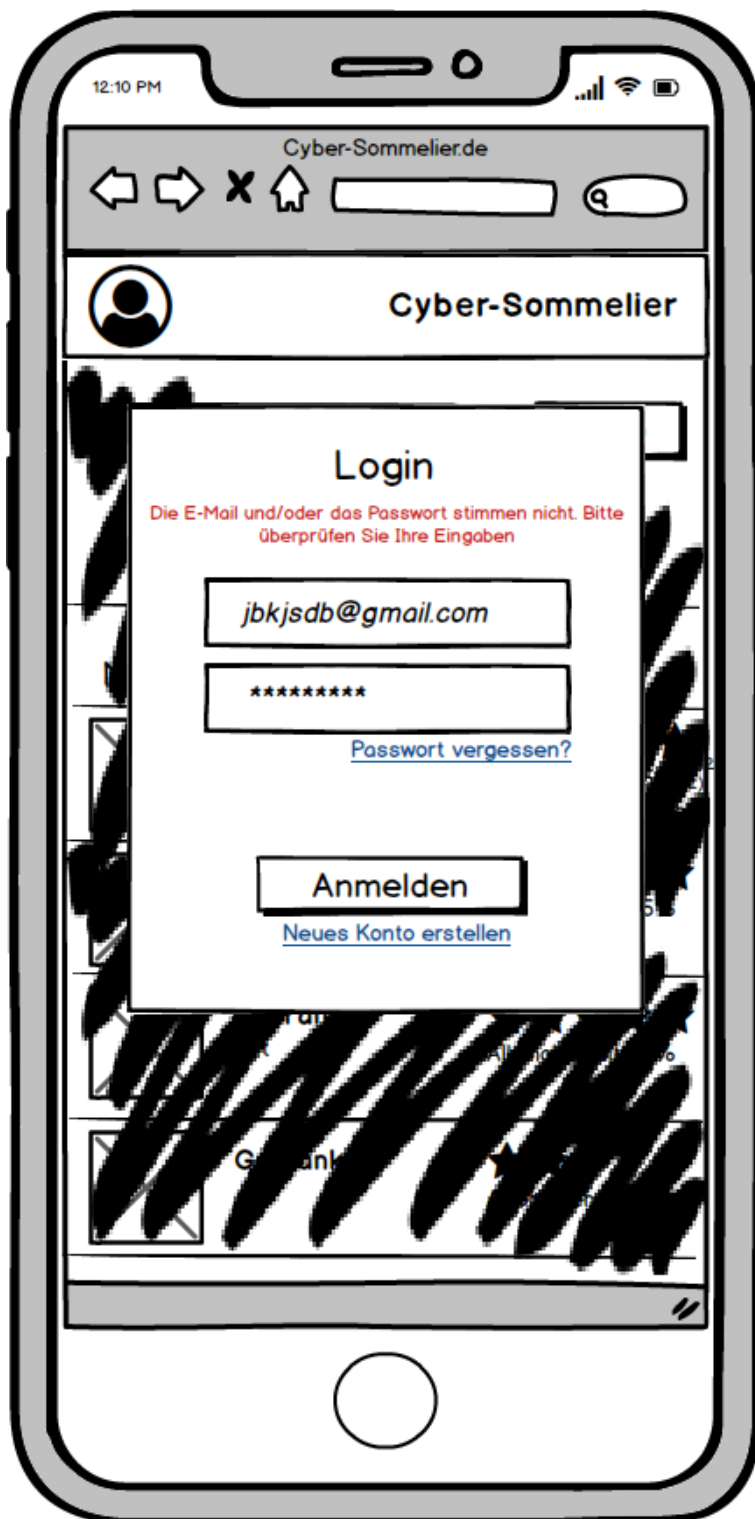 12:10 PM
Cyber-Sommelier.de
Cyber-Sommelier
Login
Die E-Mail und/oder das Passwort stimmen nicht. Bitte
überprüfen Sie Ihre Eingaben
jbkjsdb@gmail.com
*********
Passwort vergessen?
Anmelden
Neues Konto erstellen